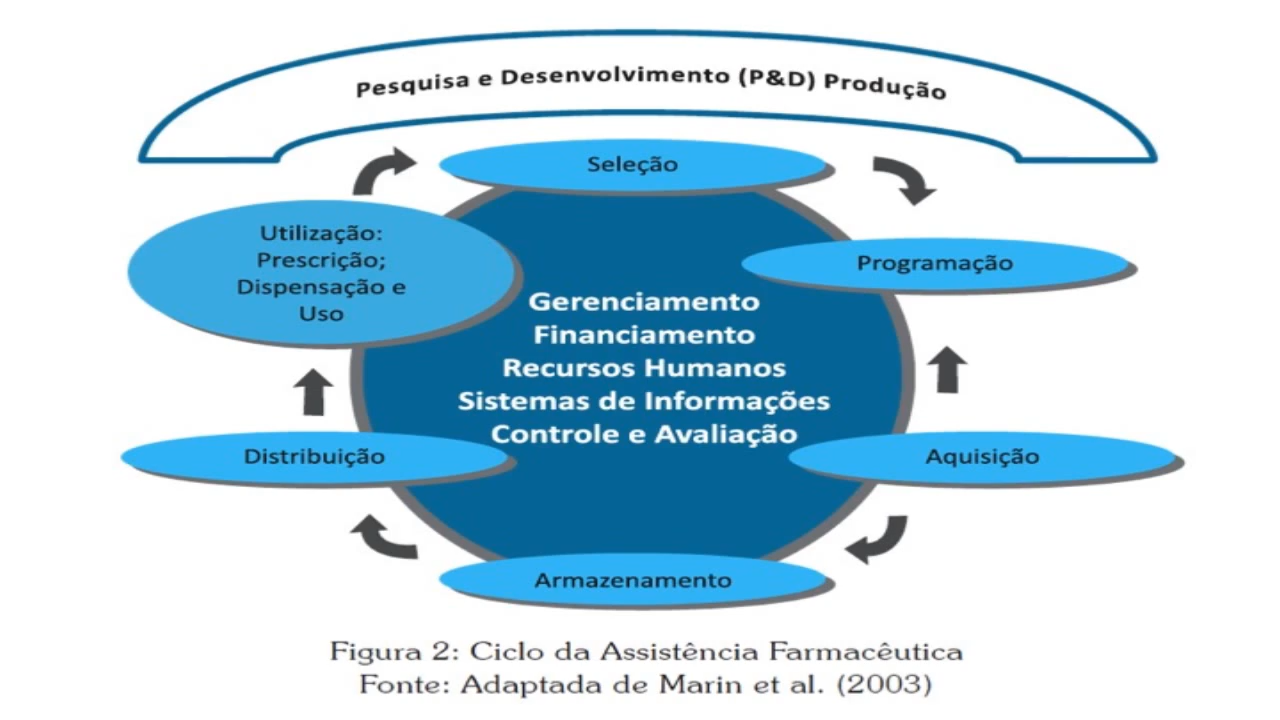 Pesquisa e Desenvolvimento (P&D) Produção
Seleção
Utilização:
Prescrição;
Dispensação e
Uso
Programação
Gerenciamento
Financiamento
Recursos Humanos
Sistemas de Informações
Controle e Avaliação
Distribuição
Aquisição
Armazenamento
Figura 2: Ciclo da Assistência Farmacêutica
Fonte: Adaptada de Marin et al. (2003)